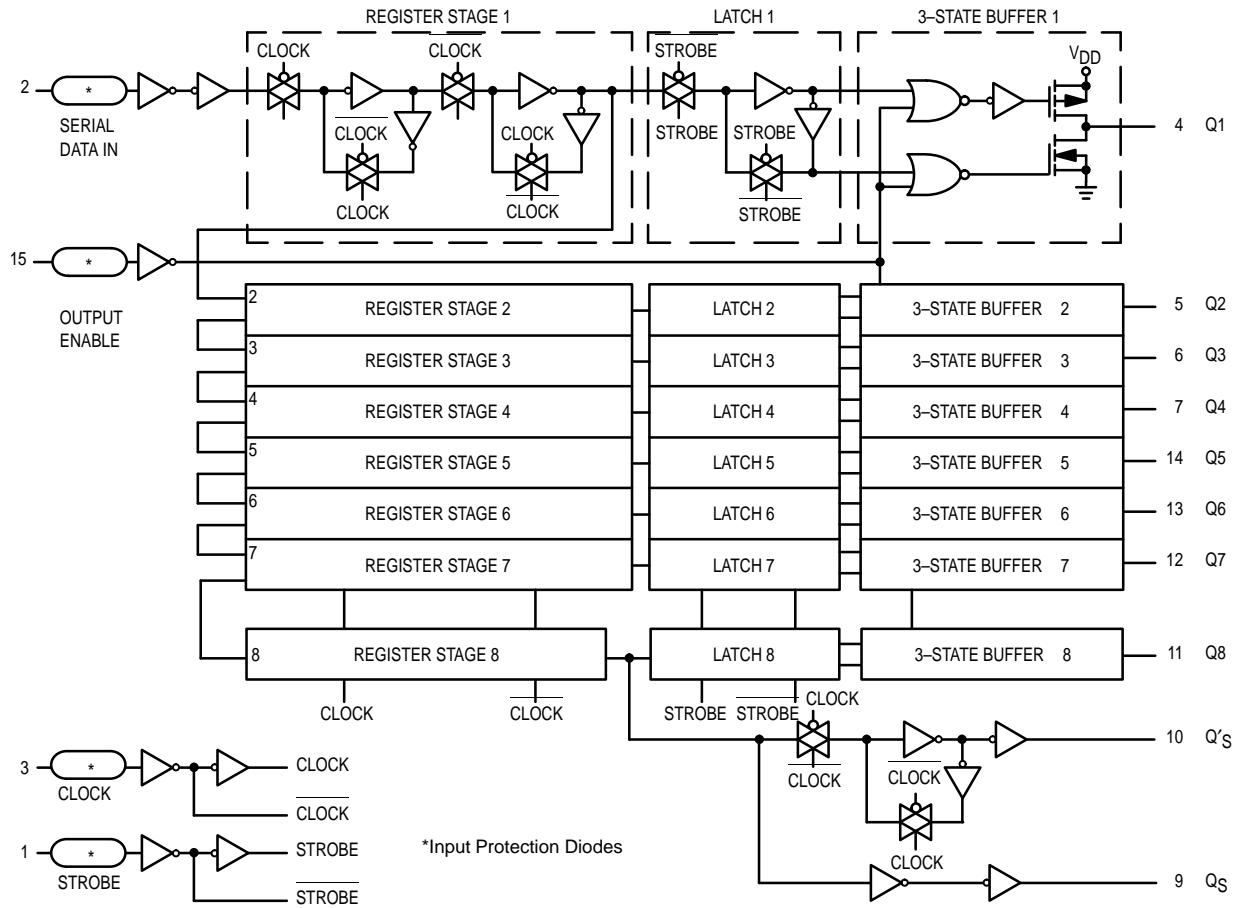 REGISTER STAGE 1 LATCH 1 3–STATE BUFFER 1
CLOCK CLOCK STROBE VDD
2 *
SERIAL
DATA IN
CLOCK CLOCK STROBE STROBE
4 Q1
CLOCK CLOCK STROBE
15 *
OUTPUT
ENABLE
2 REGISTER STAGE 2 LATCH 2 3–STATE BUFFER 2 5 Q2
3 REGISTER STAGE 3 LATCH 3 3–STATE BUFFER 3 6 Q3
4 REGISTER STAGE 4 LATCH 4 3–STATE BUFFER 4 7 Q4
5 REGISTER STAGE 5 LATCH 5 3–STATE BUFFER 5 14 Q5
6 REGISTER STAGE 6 LATCH 6 3–STATE BUFFER 6 13 Q6
7 REGISTER STAGE 7 LATCH 7 3–STATE BUFFER 7 12 Q7
8 REGISTER STAGE 8 LATCH 8 3–STATE BUFFER 8 11 Q8
CLOCK CLOCK STROBE STROBE CLOCK
10 Q′S
CLOCK CLOCK
3 * CLOCK
CLOCK
CLOCK
1 * STROBE
STROBE
STROBE
*Input Protection Diodes
CLOCK
9 QS